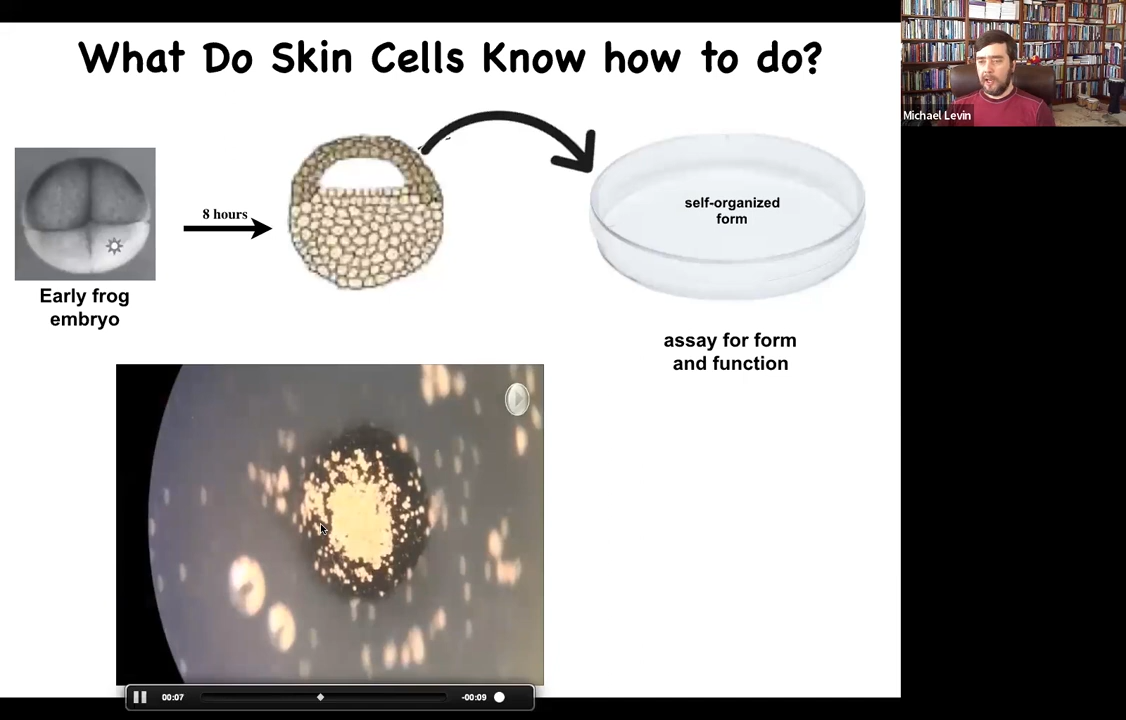 What Do Skin Cells Know how to do?
Michael Levin
8 hours
self-organized
form
Early frog
embryo
assay for form
and function
00:07
-00:09